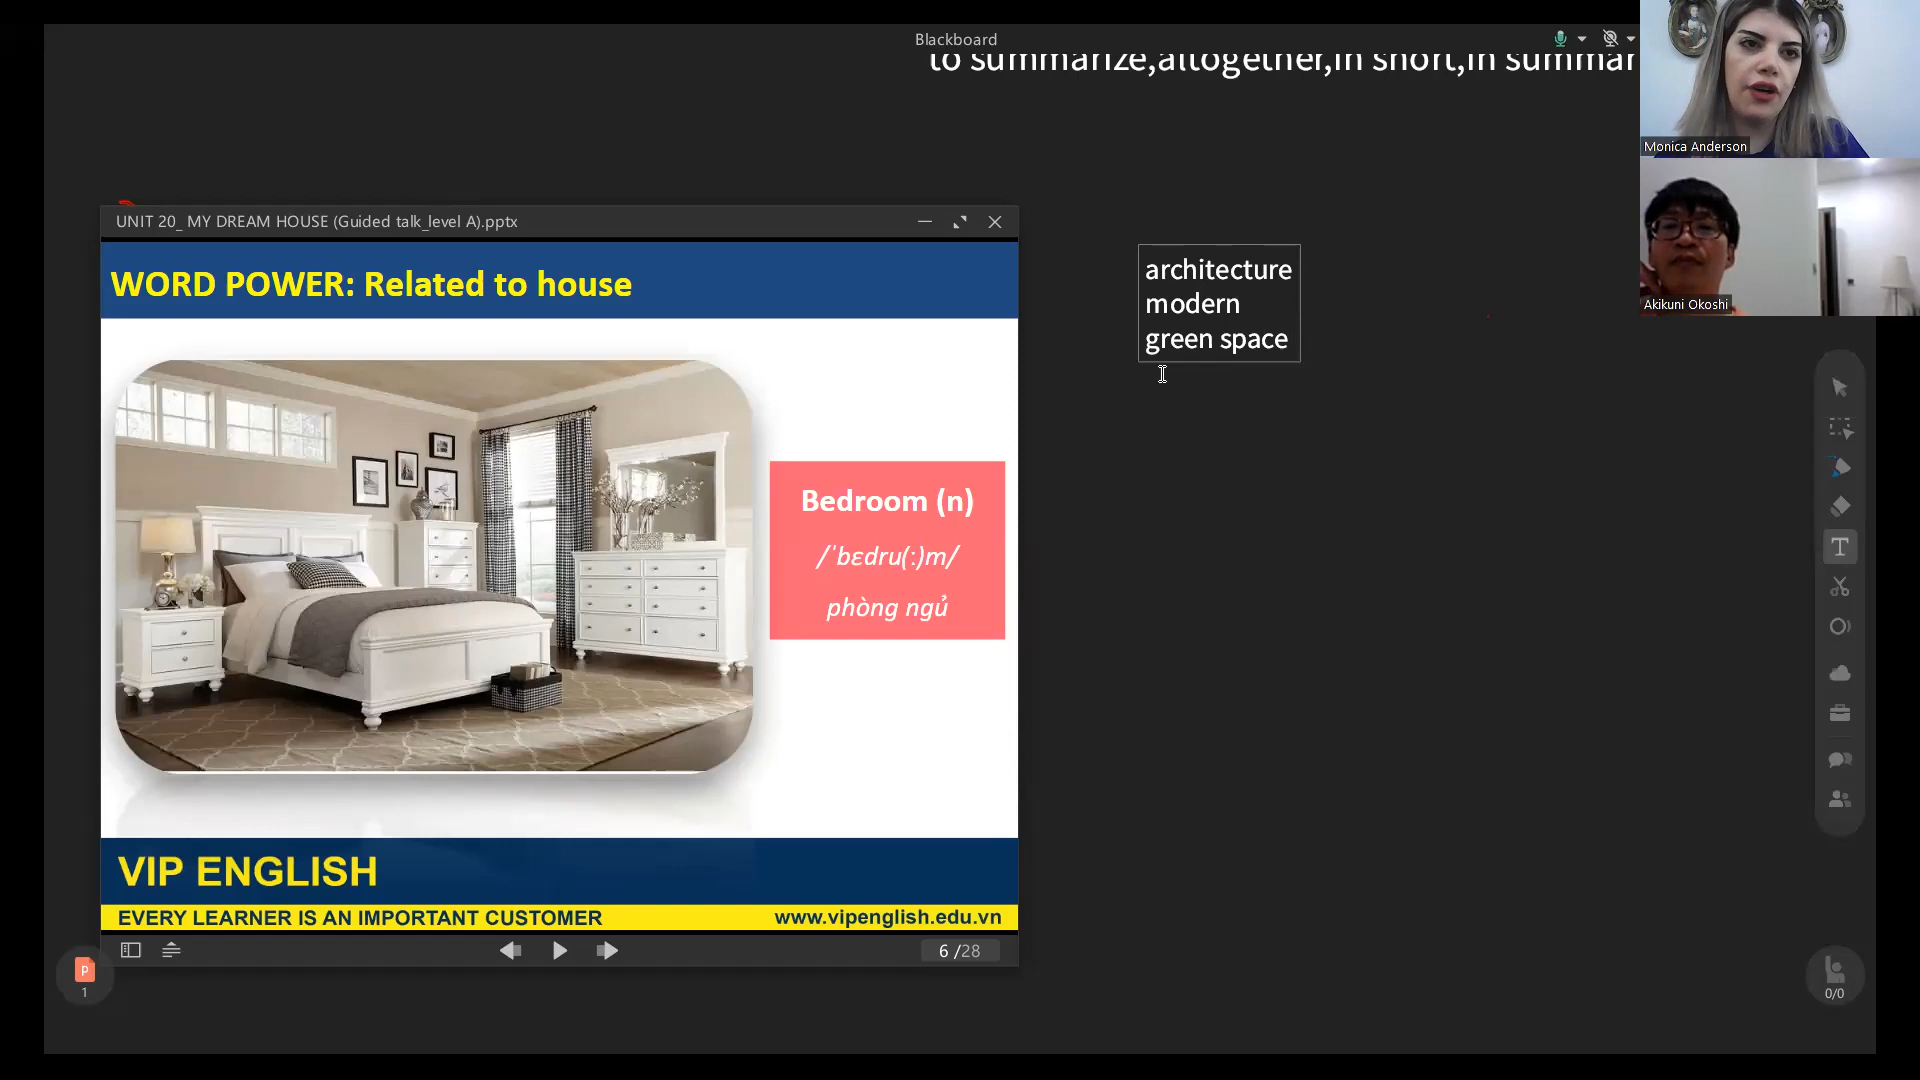 Blackboard
to summarize,altogether,in short,in summar
Monica Anderson
Akikuni Okoshi
UNIT 20_ MY DREAM HOUSE (Guided talk_level A).pptx
WORD POWER: Related to house
Bedroom (n)
/ˈbɛdru(:)m/
phòng ngủ
VIP ENGLISH
EVERY LEARNER IS AN IMPORTANT CUSTOMER
www.vipenglish.edu.vn
6 /28
architecture
modern
green space
P
1
T
0/0